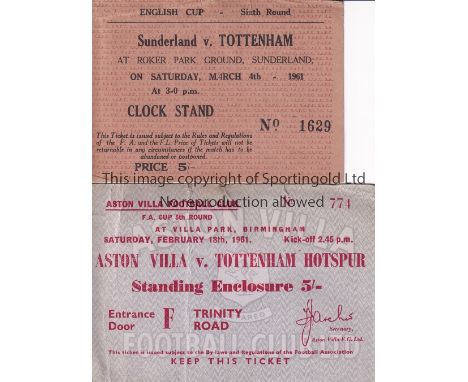 ENGLISH CUP - Sixth Round
Sunderland v. TOTTENHAM
AT ROKER PARK GROUND, SUNDERLAND,
ON SATURDAY, MARCH 4th - 1961
At 3-0 p.m.
CLOCK STAND
No 1629
This Ticket is issued subject to the Rules and Regulations
of the F. A. and the F.L. Price of Tickets will not be
returnable in any circumstances if the match has to be
abandoned or postponed.
PRICE 5/-
This image copyright of Sportingold Ltd
No reproduction allowed
ASTON VILLA FOOTBALL CLUB
No 774
F.A. CUP 5th ROUND
AT VILLA PARK, BIRMINGHAM
SATURDAY, FEBRUARY 18th, 1961. Kick-off 2.45 p.m.
ASTON VILLA v. TOTTENHAM HOTSPUR
Standing Enclosure 5/-
Entrance Door F TRINITY ROAD
Secretary,
Aston Villa F.C. Ltd.
This ticket is issued subject to the By-laws and Regulations of the Football Association
KEEP THIS TICKET